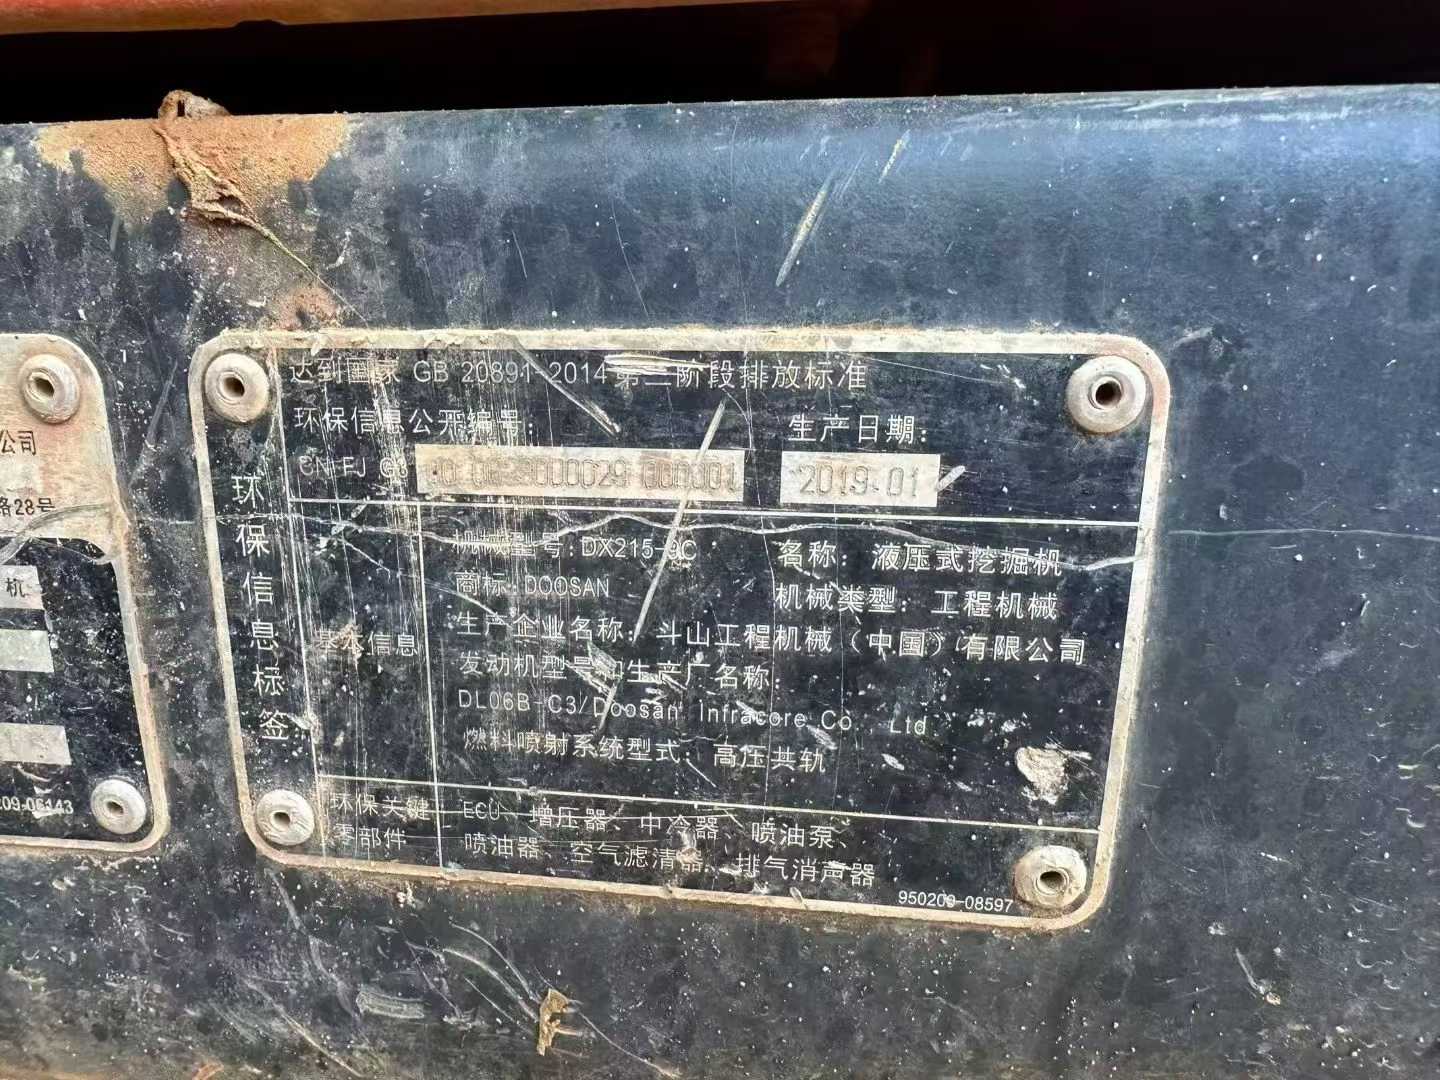 公司
路28号
机
209-06143
环保信息标签
达到国家 GB 20891-2014 第三阶段排放标准
环保信息公开编号:
生产日期:
CN FJ G3 000029 000001
2019-01
基本信息
机械型号:DX215-9C
名称:液压式挖掘机
商标:DOOSAN
机械类型:工程机械
生产企业名称:斗山工程机械(中国)有限公司
发动机型号和生产厂名称:
DL06B-C3/Doosan Infracore Co., Ltd
燃料喷射系统型式:高压共轨
环保关键
零部件
ECU、增压器、中冷器、喷油泵、
喷油器、空气滤清器、排气消声器
950209-08597